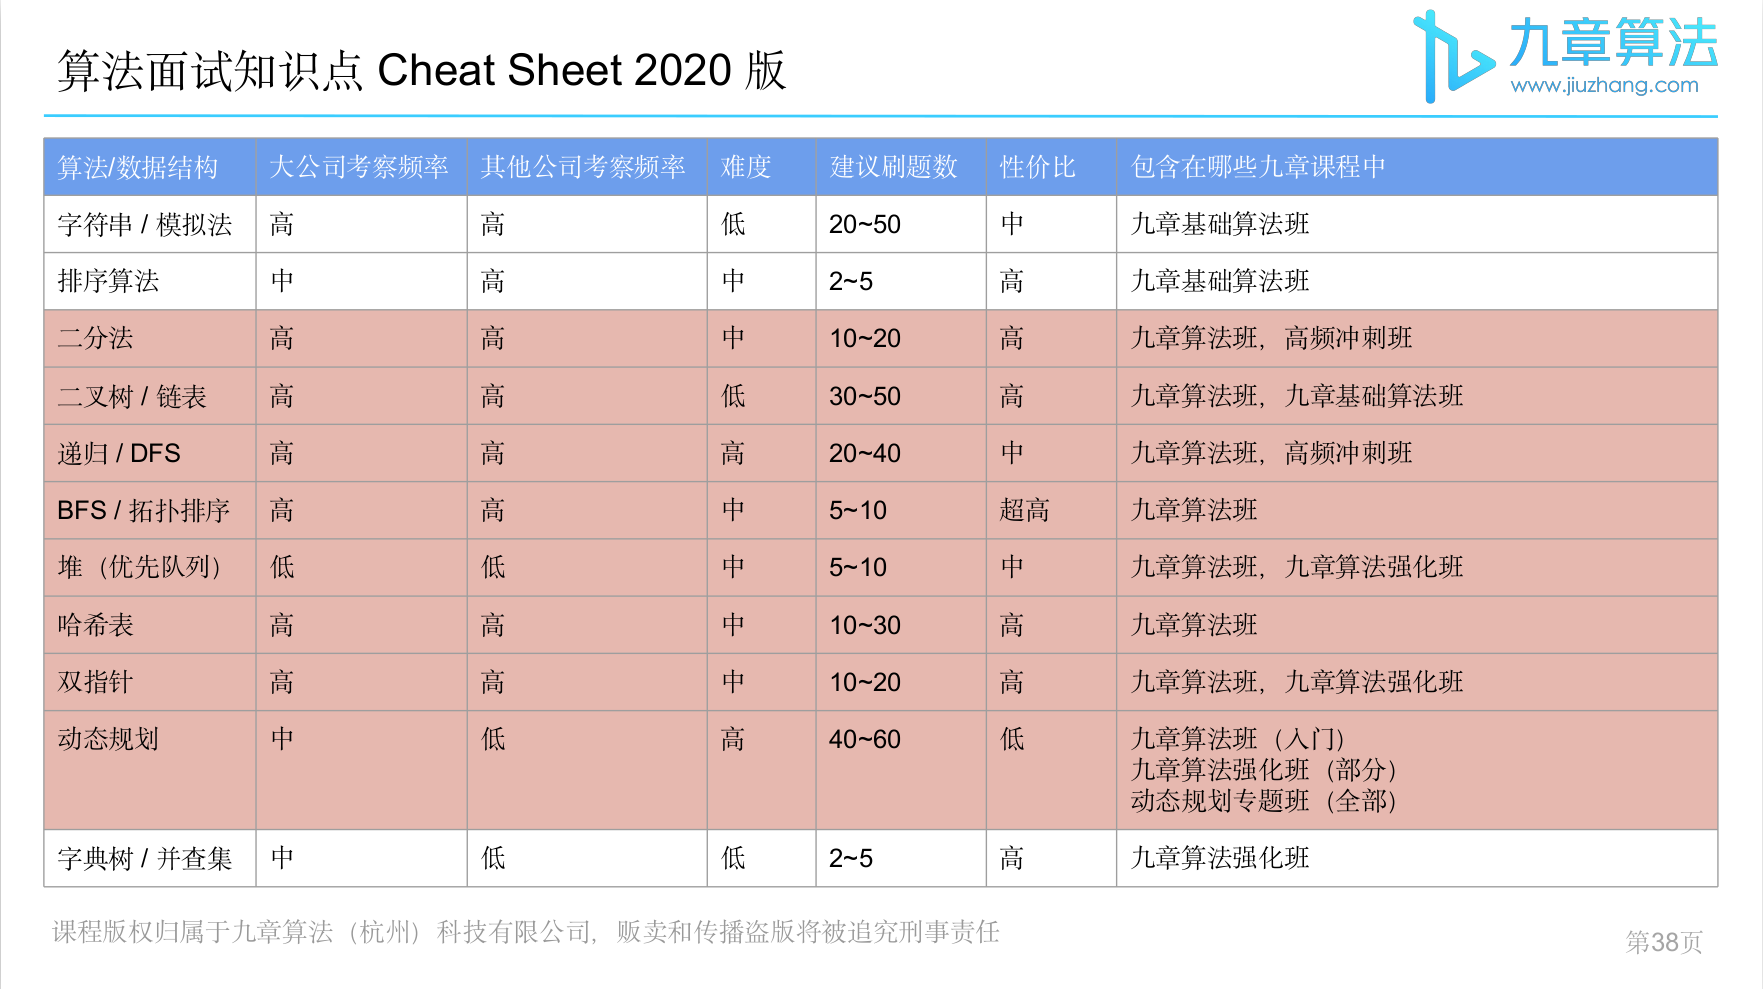 算法面试知识点 Cheat Sheet 2020 版
九章算法
www.jiuzhang.com
算法/数据结构 大公司考察频率 其他公司考察频率 难度 建议刷题数 性价比 包含在哪些九章课程中
字符串 / 模拟法 高 高 低 20~50 中 九章基础算法班
排序算法 中 高 中 2~5 高 九章基础算法班
二分法 高 高 中 10~20 高 九章算法班，高频冲刺班
二叉树 / 链表 高 高 低 30~50 高 九章算法班，九章基础算法班
递归 / DFS 高 高 高 20~40 中 九章算法班，高频冲刺班
BFS / 拓扑排序 高 高 中 5~10 超高 九章算法班
堆（优先队列） 低 低 中 5~10 中 九章算法班，九章算法强化班
哈希表 高 高 中 10~30 高 九章算法班
双指针 高 高 中 10~20 高 九章算法班，九章算法强化班
动态规划 中 低 高 40~60 低 九章算法班（入门）
九章算法强化班（部分）
动态规划专题班（全部）
字典树 / 并查集 中 低 低 2~5 高 九章算法强化班
课程版权归属于九章算法（杭州）科技有限公司，贩卖和传播盗版将被追究刑事责任
第38页